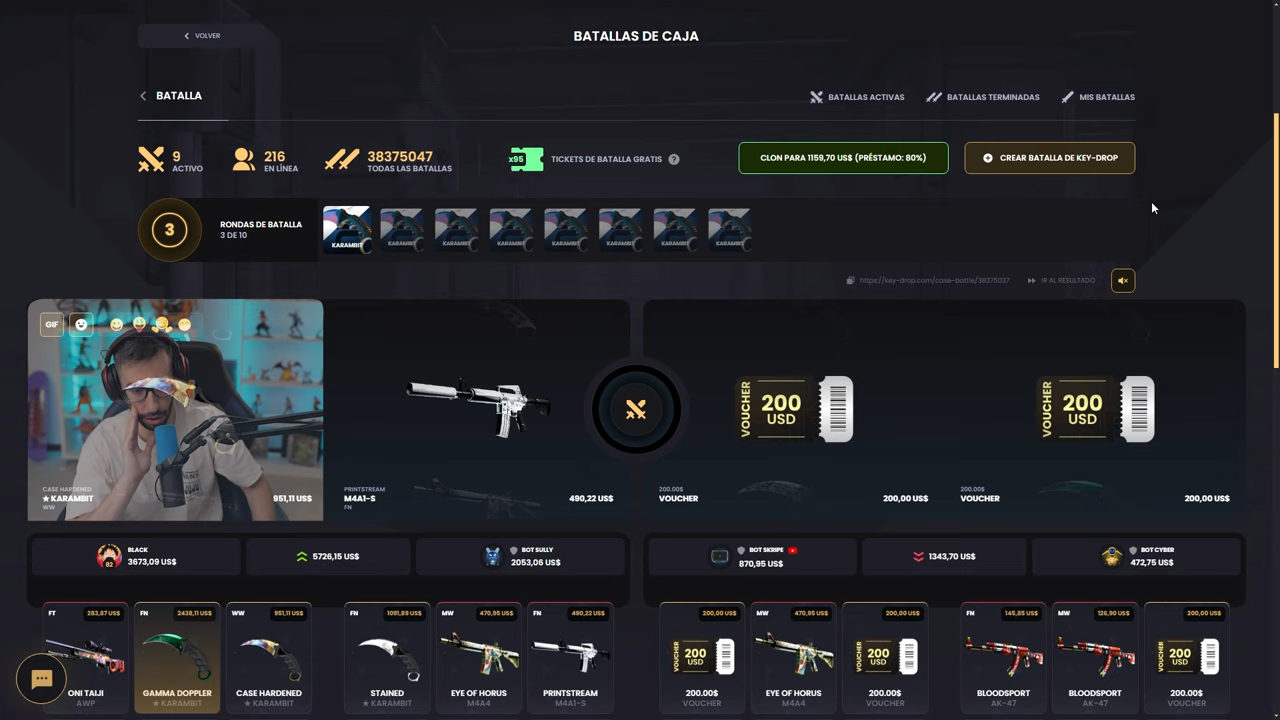 VOLVER
BATALLAS DE CAJA
BATALLA
BATALLAS ACTIVAS
BATALLAS TERMINADAS
MIS BATALLAS
9
ACTIVO
216
EN LÍNEA
38375047
TODAS LAS BATALLAS
x95
TICKETS DE BATALLA GRATIS ?
CLON PARA 1159,70 US$ (PRÉSTAMO: 80%)
CREAR BATALLA DE KEY-DROP
3
RONDAS DE BATALLA
3 DE 10
KARAMBIT
KARAMBIT
KARAMBIT
KARAMBIT
KARAMBIT
KARAMBIT
KARAMBIT
KARAMBIT
https://key-drop.com/case-battle/38375037
IR AL RESULTADO
GIF
CASE HARDENED
★ KARAMBIT
WW
951,11 US$
PRINTSTREAM
M4A1-S
FN
490,22 US$
VOUCHER
200
USD
200.00$
VOUCHER
200,00 US$
VOUCHER
200
USD
200.00$
VOUCHER
200,00 US$
82
BLACK
3673,09 US$
5726,15 US$
BOT SULLY
2053,06 US$
BOT SKRIPE
870,95 US$
1343,70 US$
BOT CYBER
472,75 US$
FT
283,87 US$
ONI TAIJI
AWP
FN
2438,11 US$
GAMMA DOPPLER
★ KARAMBIT
WW
951,11 US$
CASE HARDENED
★ KARAMBIT
FN
1091,89 US$
STAINED
★ KARAMBIT
MW
470,95 US$
EYE OF HORUS
M4A4
FN
490,22 US$
PRINTSTREAM
M4A1-S
200,00 US$
VOUCHER
200
USD
200.00$
VOUCHER
MW
470,95 US$
EYE OF HORUS
M4A4
200,00 US$
VOUCHER
200
USD
200.00$
VOUCHER
FN
145,85 US$
BLOODSPORT
AK-47
MW
126,90 US$
BLOODSPORT
AK-47
200,00 US$
VOUCHER
200
USD
200.00$
VOUCHER